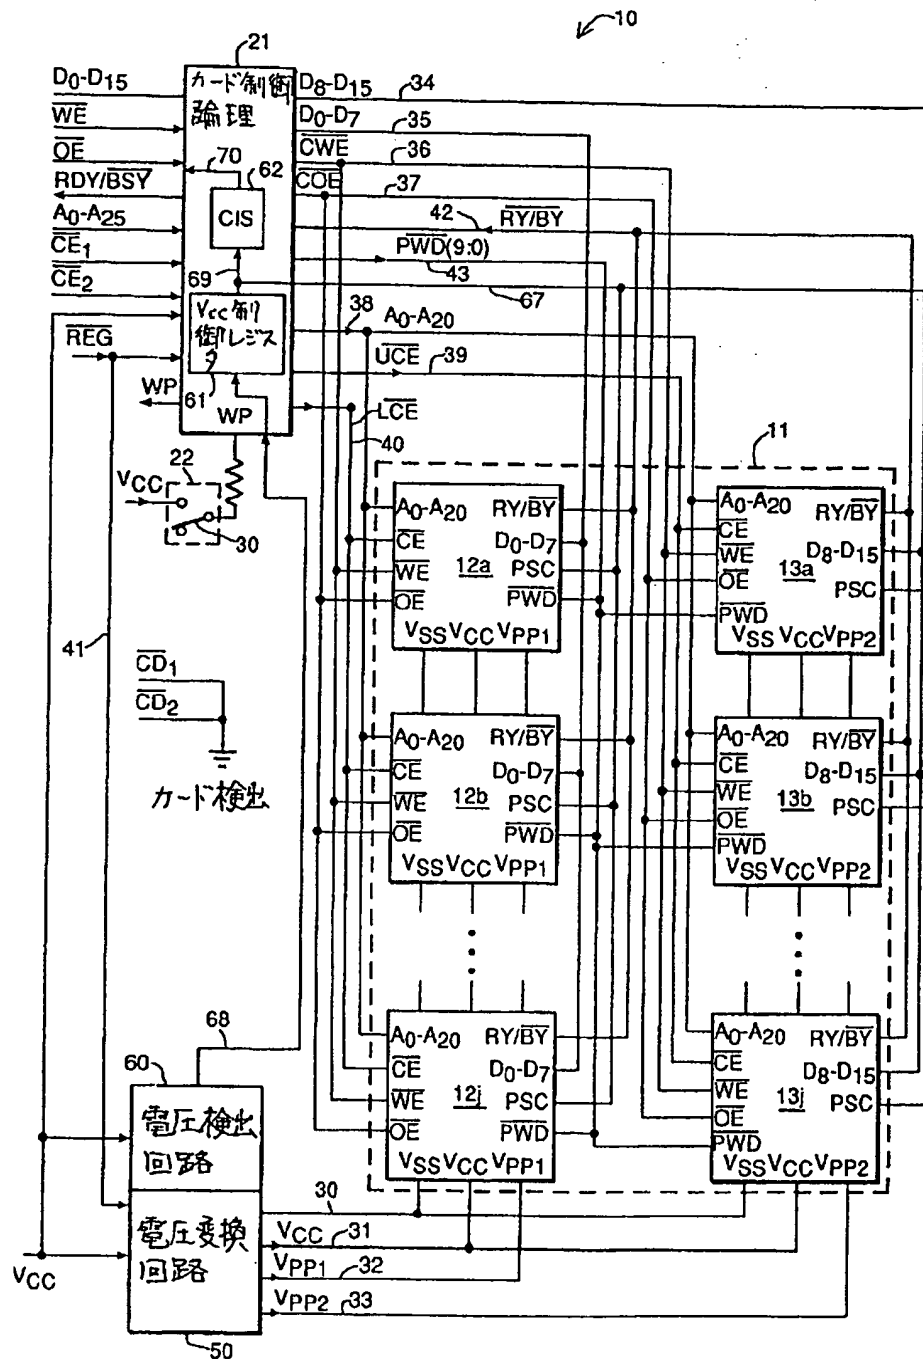 10
21
D0-D15
WE
OE
RDY/BSY
A0-A25
CE1
CE2
REG
WP
カード制御
論理
70
62
CIS
69
Vcc制
御レジス
タ
61
WP
D8-D15
34
D0-D7
35
CWE
36
COE
37
42
RY/BY
PWD(9:0)
43
67
38
A0-A20
UCE
39
LCE
40
22
VCC
30
11
41
CD1
CD2
カード検出
A0-A20
CE
WE
OE
12a
RY/BY
D0-D7
PSC
PWD
VSS VCC VPP1
A0-A20
CE
WE
OE
PWD
13a
RY/BY
D8-D15
PSC
VSS VCC VPP2
A0-A20
CE
WE
OE
12b
RY/BY
D0-D7
PSC
PWD
VSS VCC VPP1
A0-A20
CE
WE
OE
PWD
13b
RY/BY
D8-D15
PSC
VSS VCC VPP2
A0-A20
CE
WE
OE
12j
RY/BY
D0-D7
PSC
PWD
VSS VCC VPP1
A0-A20
CE
WE
OE
PWD
13j
RY/BY
D8-D15
PSC
VSS VCC VPP2
68
60
電圧検出
回路
電圧変換
回路
VCC
50
30
VCC
31
VPP1
32
VPP2
33